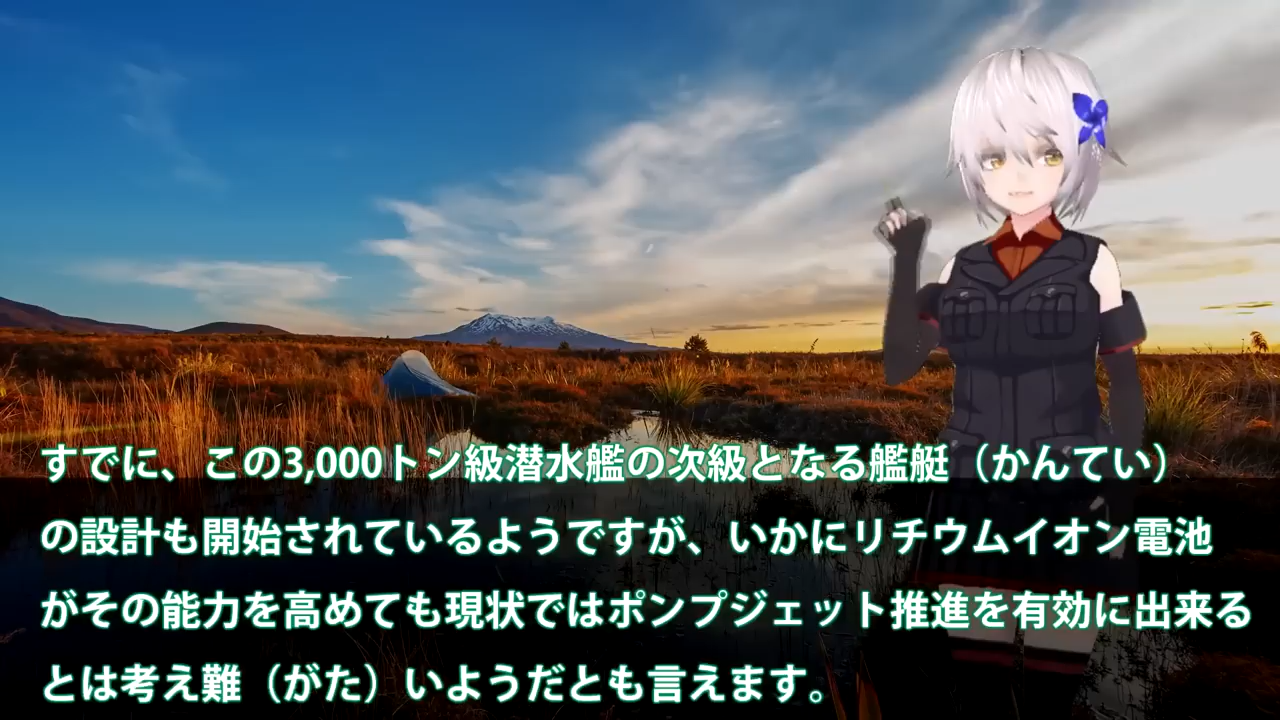 すでに、この3,000トン級潜水艦の次級となる艦艇（かんてい）
の設計も開始されているようですが、いかにリチウムイオン電池
がその能力を高めても現状ではポンプジェット推進を有効に出来る
とは考え難（がた）いようだとも言えます。